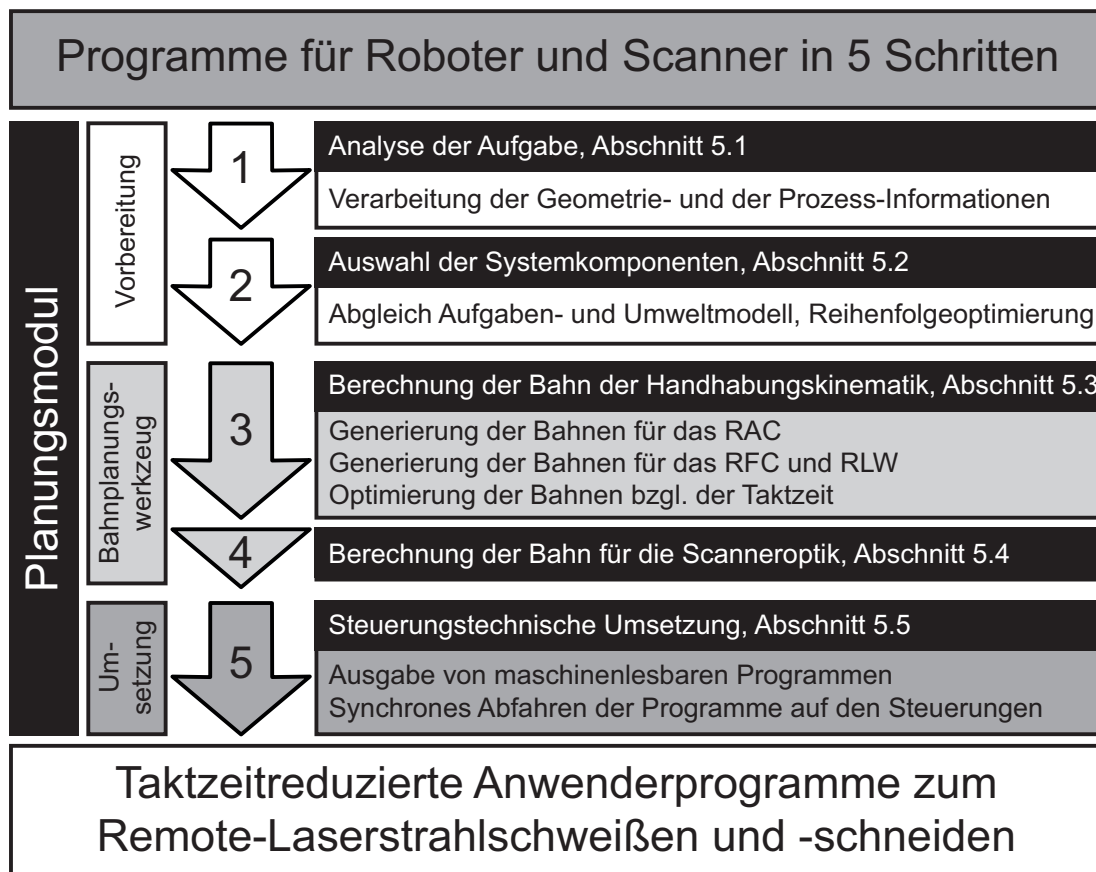 Programme für Roboter und Scanner in 5 Schritten
Planungsmodul
Vorbereitung
1
Analyse der Aufgabe, Abschnitt 5.1
Verarbeitung der Geometrie- und der Prozess-Informationen
2
Auswahl der Systemkomponenten, Abschnitt 5.2
Abgleich Aufgaben- und Umweltmodell, Reihenfolgeoptimierung
Bahnplanungs-
werkzeug
3
Berechnung der Bahn der Handhabungskinematik, Abschnitt 5.3
Generierung der Bahnen für das RAC
Generierung der Bahnen für das RFC und RLW
Optimierung der Bahnen bzgl. der Taktzeit
4
Berechnung der Bahn für die Scanneroptik, Abschnitt 5.4
Um-
setzung
5
Steuerungstechnische Umsetzung, Abschnitt 5.5
Ausgabe von maschinenlesbaren Programmen
Synchrones Abfahren der Programme auf den Steuerungen
Taktzeitreduzierte Anwenderprogramme zum
Remote-Laserstrahlschweißen und -schneiden